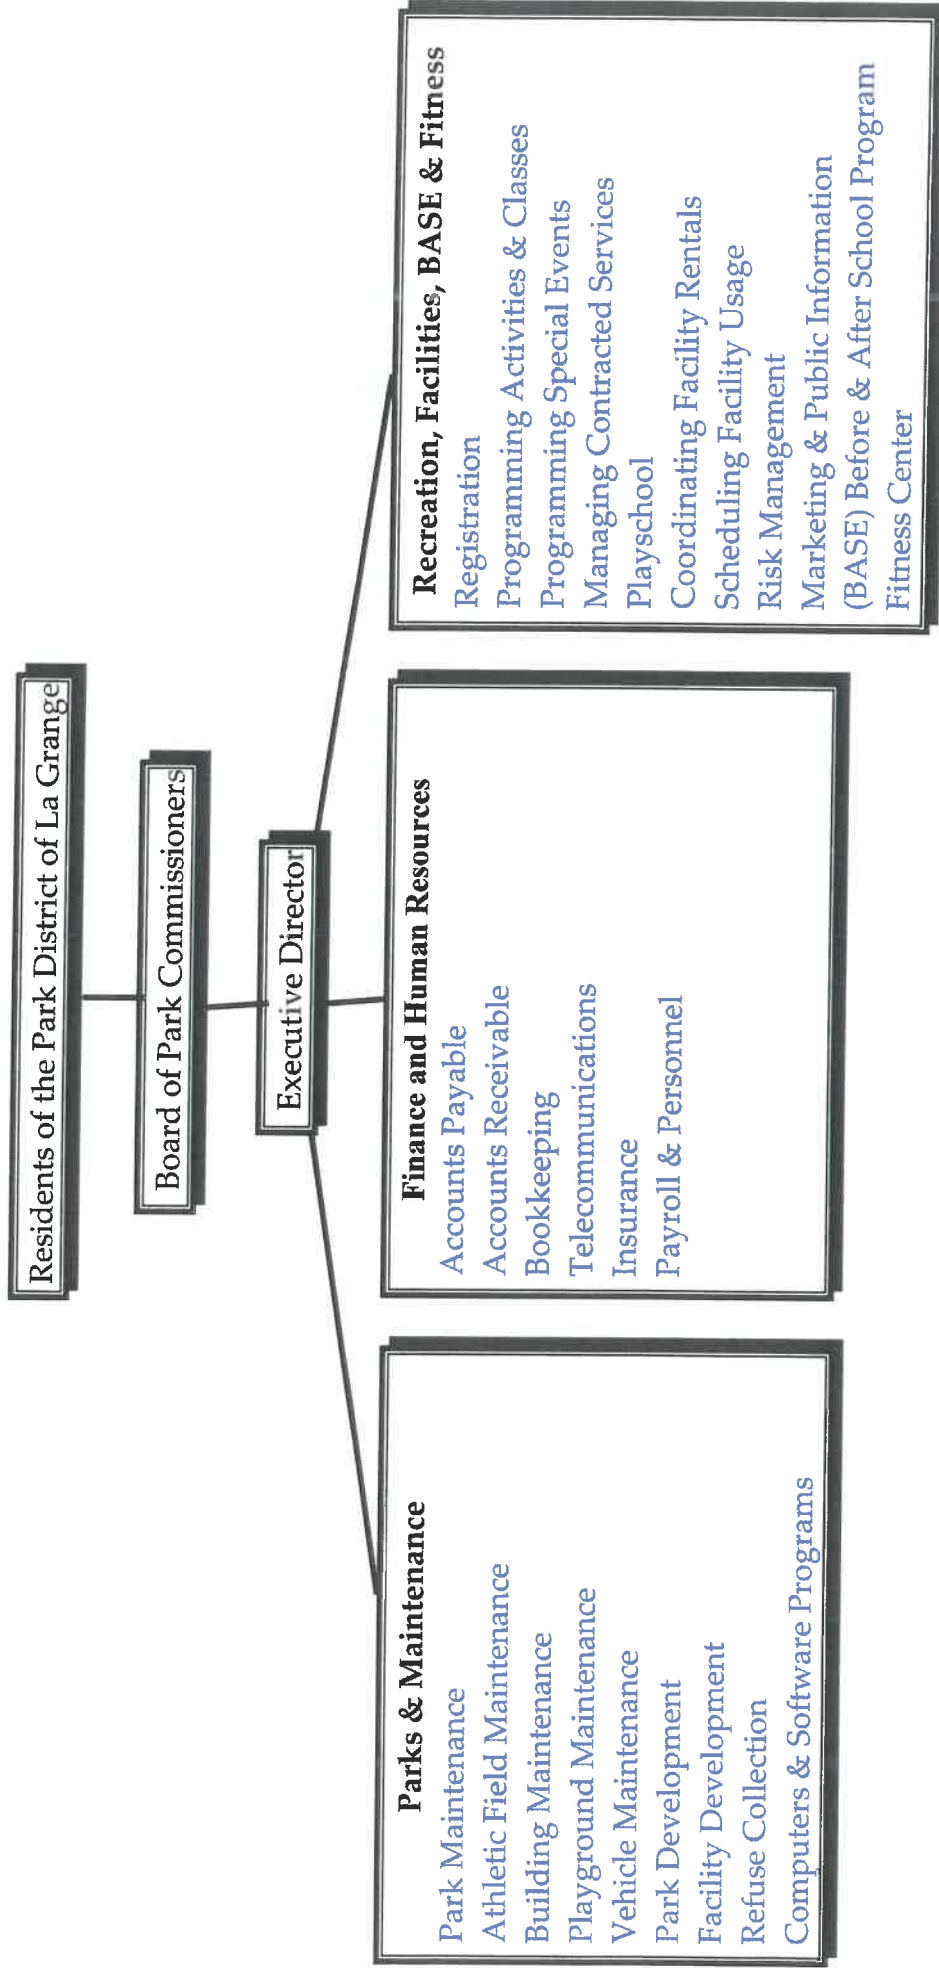 Residents of the Park District of La Grange
Board of Park Commissioners
Executive Director
Parks & Maintenance
Park Maintenance
Athletic Field Maintenance
Building Maintenance
Playground Maintenance
Vehicle Maintenance
Park Development
Facility Development
Refuse Collection
Computers & Software Programs
Finance and Human Resources
Accounts Payable
Accounts Receivable
Bookkeeping
Telecommunications
Insurance
Payroll & Personnel
Recreation, Facilities, BASE & Fitness
Registration
Programming Activities & Classes
Programming Special Events
Managing Contracted Services
Playschool
Coordinating Facility Rentals
Scheduling Facility Usage
Risk Management
Marketing & Public Information
(BASE) Before & After School Program
Fitness Center